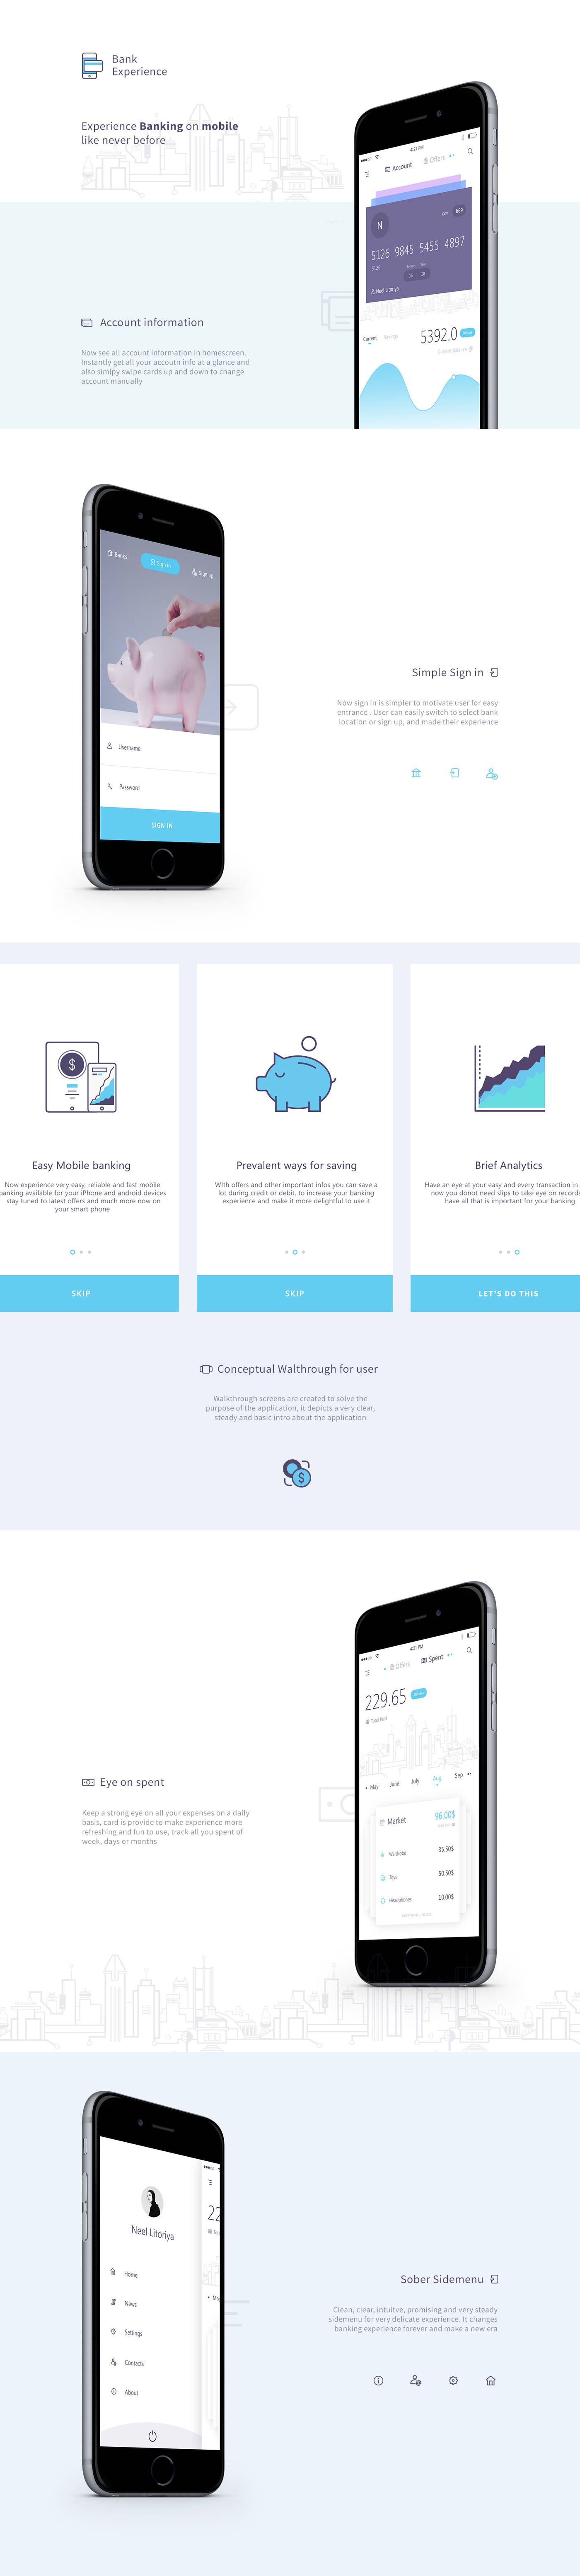 Bank
Experience
Experience Banking on mobile
like never before
4:21 PM
Account
Offers
N
CCV 669
5126 9845 5455 4897
5126
Month Year
06 18
Neel Litoriya
Current
Savings
5392.0
Current Balance
Account information
Now see all account information in homescreen.
Instantly get all your accoutn info at a glance and
also simlpy swipe cards up and down to change
account manually
Banks
Sign in
Sign up
Username
Password
SIGN IN
Simple Sign in
Now sign in is simpler to motivate user for easy
entrance . User can easily switch to select bank
location or sign up, and made their experience
Easy Mobile banking
Now experience very easy, reliable and fast mobile
banking available for your iPhone and android devices
stay tuned to latest offers and much more now on
your smart phone
SKIP
Prevalent ways for saving
WIth offers and other important infos you can save a
lot during credit or debit, to increase your banking
experience and make it more delightful to use it
SKIP
Brief Analytics
Have an eye at your easy and every transaction in
now you donot need slips to take eye on records
have all that is important for your banking
LET'S DO THIS
Conceptual Walthrough for user
Walkthrough screens are created to solve the
purpose of the application, it depicts a very clear,
steady and basic intro about the application
$
4:21 PM
Offers
Spent
229.65
Total Paid
May
June
July
Aug
Sep
Market
96.00$
Warshofer
35.50$
Toys
50.50$
Headphones
10.00$
Eye on spent
Keep a strong eye on all your expenses on a daily
basis, card is provide to make experience more
refreshing and fun to use, track all you spent of
week, days or months
Neel Litoriya
Home
News
Settings
Contacts
About
22
May
Sober Sidemenu
Clean, clear, intuitve, promising and very steady
sidemenu for very delicate experience. It changes
banking experience forever and make a new era